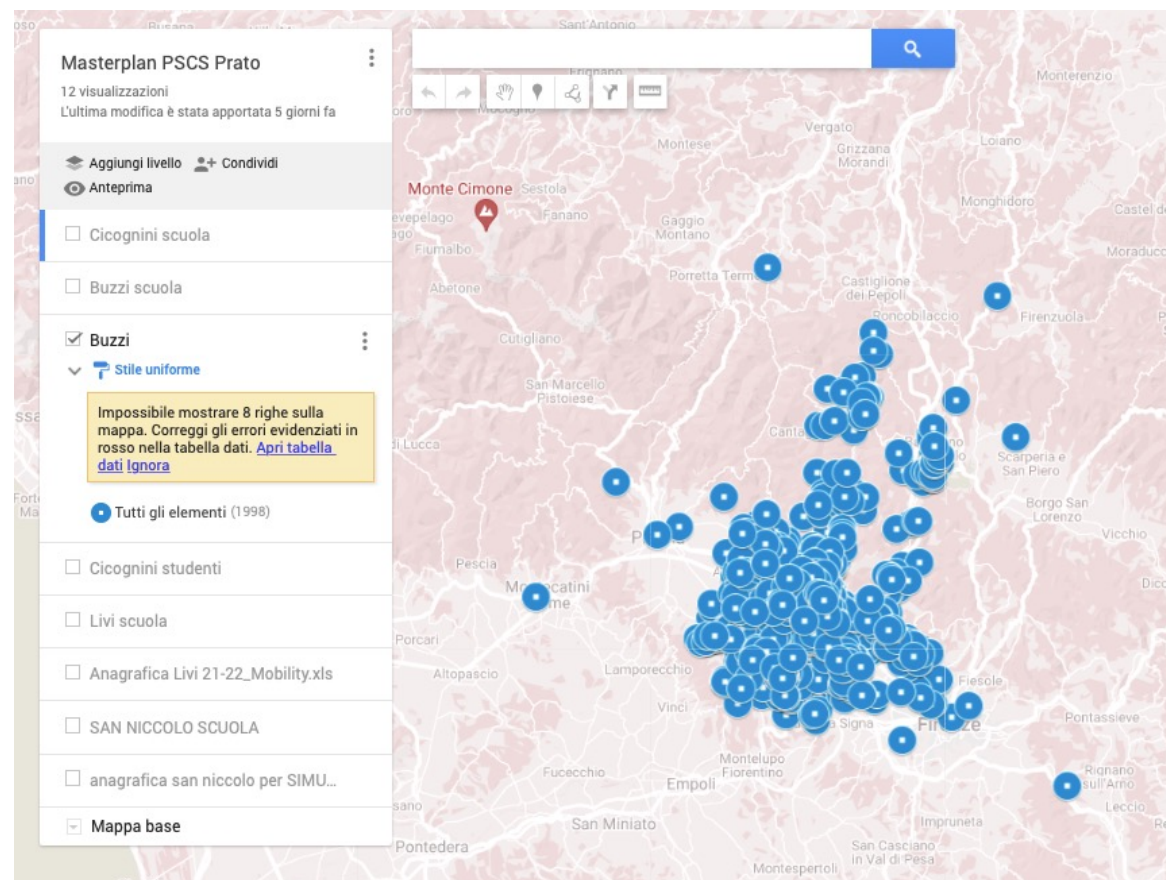 Masterplan PSCS Prato
12 visualizzazioni
L'ultima modifica è stata apportata 5 giorni fa
Aggiungi livello
Condividi
Anteprima
Cicognini scuola
Buzzi scuola
Buzzi
Stile uniforme
Impossibile mostrare 8 righe sulla
mappa. Correggi gli errori evidenziati in
rosso nella tabella dati. Apri tabella
dati Ignora
Tutti gli elementi (1998)
Cicognini studenti
Livi scuola
Anagrafica Livi 21-22_Mobility.xls
SAN NICCOLO SCUOLA
anagrafica san niccolo per SIMU...
Mappa base
Sant'Antonio
Monterenzio
Vergato
Loiano
Montese
Grizzana
Morandi
Monte Cimone
Sestola
Fanano
Monghidoro
Gaggio
Montano
Fiumalbo
Porretta Term
Castiglione
dei Pepoli
Abetone
Roncobilaccio
Firenzuola
Cutigliano
San Marcello
Pistoiese
di Lucca
Scarperia e
San Piero
Borgo San
Lorenzo
Vicchio
Pescia
Porcari
Altopascio
Lamporecchio
Fiesole
Vinci
Signa
Pontassieve
Montelupo
Fiorentino
Fucecchio
Empoli
Rignano
sull'Arno
Leccio
San Miniato
Impruneta
Pontedera
San Casciano
in Val di Pesa
Montespertoli